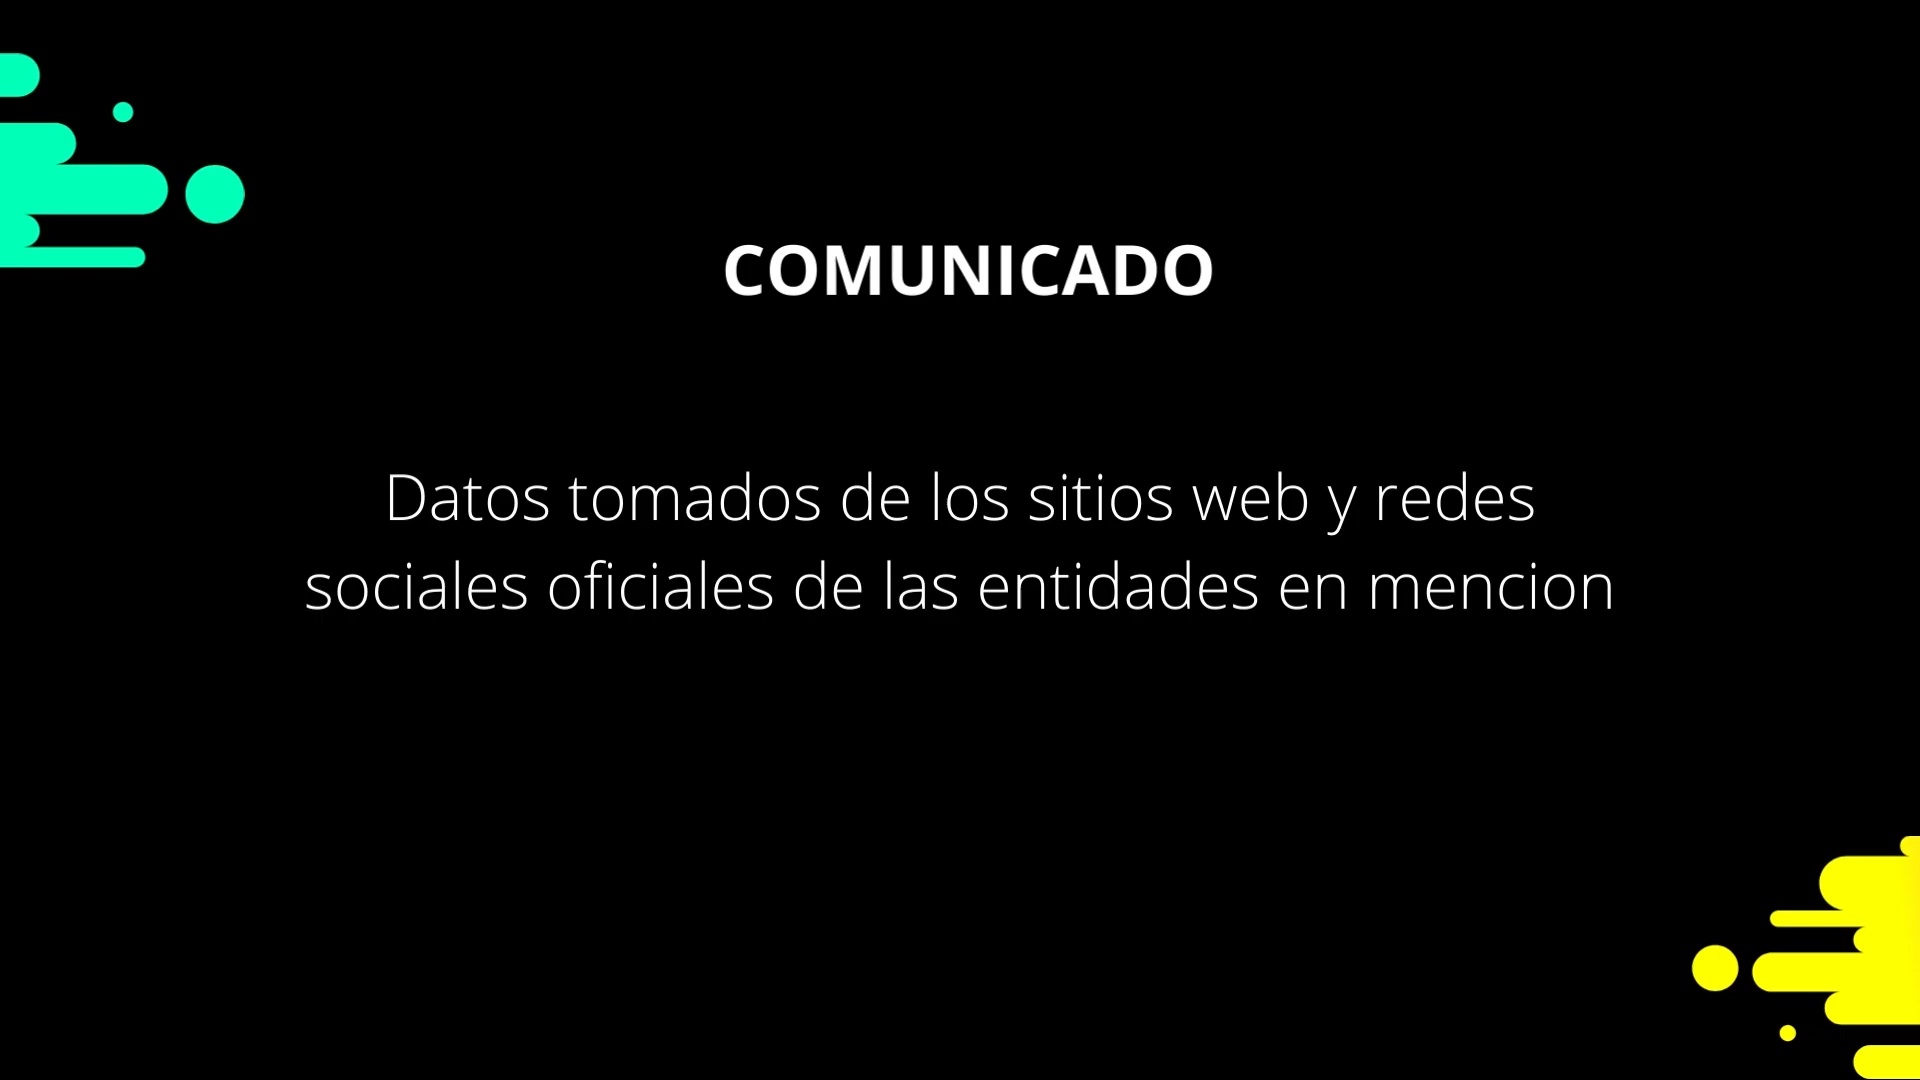 COMUNICADO
Datos tomados de los sitios web y redes
sociales oficiales de las entidades en mencion